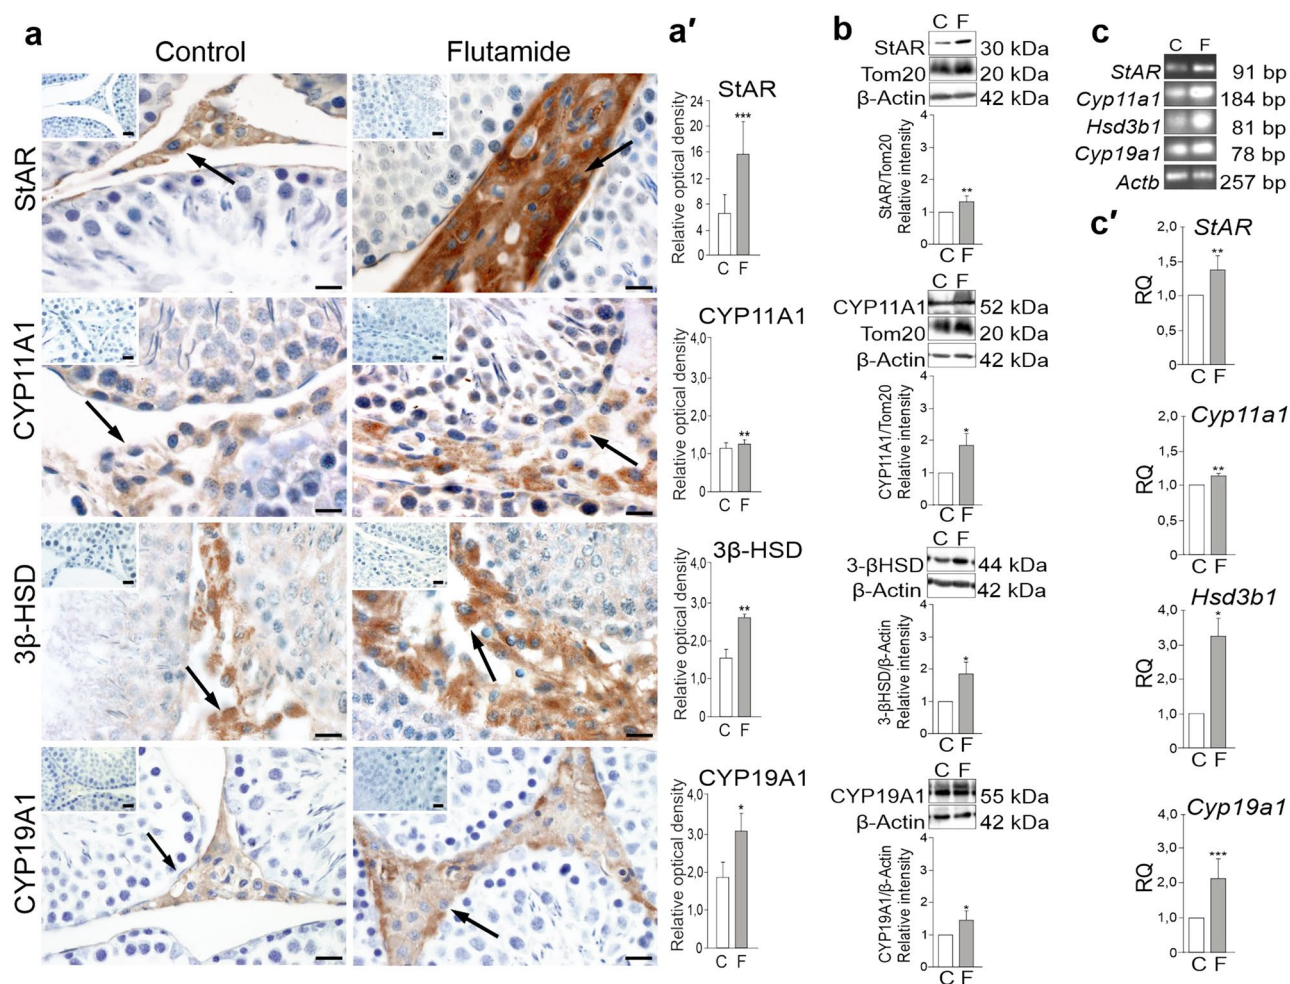 a
Control
Flutamide
StAR
CYP11A1
3β-HSD
CYP19A1
a′
StAR
Relative optical density
24
20
16
12
8
4
0
***
C F
CYP11A1
Relative optical density
4,0
3,0
2,0
1,0
0
**
C F
3β-HSD
Relative optical density
4,0
3,0
2,0
1,0
0
**
C F
CYP19A1
Relative optical density
4,0
3,0
2,0
1,0
0
*
C F
b
C F
StAR 30 kDa
Tom20 20 kDa
β-Actin 42 kDa
StAR/Tom20
Relative intensity
4
3
2
1
0
**
C F
C F
CYP11A1 52 kDa
Tom20 20 kDa
β-Actin 42 kDa
CYP11A1/Tom20
Relative intensity
4
3
2
1
0
*
C F
C F
3-βHSD 44 kDa
β-Actin 42 kDa
3-βHSD/β-Actin
Relative intensity
4
3
2
1
0
*
C F
C F
CYP19A1 55 kDa
β-Actin 42 kDa
CYP19A1/β-Actin
Relative intensity
4
3
2
1
0
*
C F
c
C F
StAR 91 bp
Cyp11a1 184 bp
Hsd3b1 81 bp
Cyp19a1 78 bp
Actb 257 bp
c′
StAR
RQ
2,0
1,5
1,0
0,5
0
**
C F
Cyp11a1
RQ
2,0
1,0
0,5
0
**
C F
Hsd3b1
RQ
4,0
3,0
2,0
1,0
0
*
C F
Cyp19a1
RQ
4,0
3,0
2,0
1,0
0
***
C F